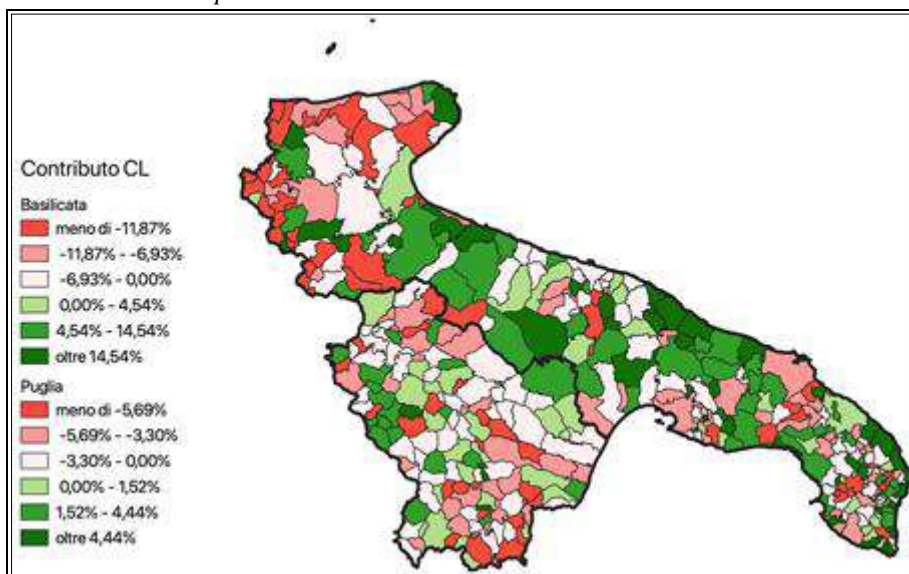 Contributo CL
Basilicata
meno di -11,87%
-11,87% - -6,93%
-6,93% - 0,00%
0,00% - 4,54%
4,54% - 14,54%
oltre 14,54%
Puglia
meno di -5,69%
-5,69% - -3,30%
-3,30% - 0,00%
0,00% - 1,52%
1,52% - 4,44%
oltre 4,44%